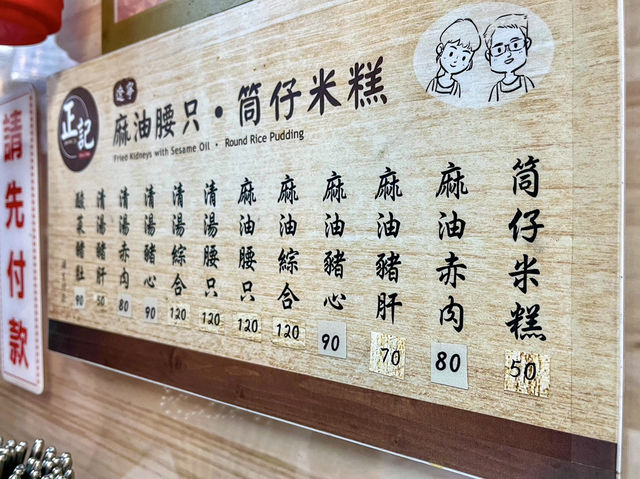 請先付款
正記
遼寧
麻油腰只・筒仔米糕
Fried Kidneys with Sesame Oil ・ Round Rice Pudding
筒仔米糕 50
麻油赤肉 80
麻油豬肝 70
麻油豬心 90
麻油綜合 120
麻油腰只 120
清湯腰只 120
清湯綜合 120
清湯豬心 90
清湯赤肉 80
清湯豬肝 50
酸菜豬肚 90